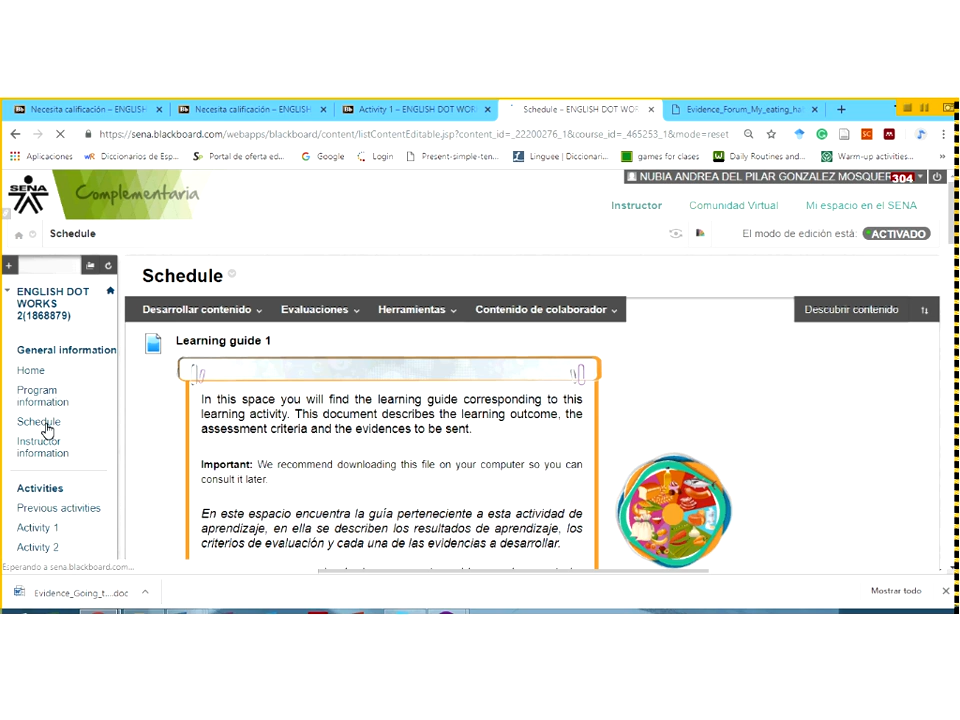 Necesita calificación – ENGLISH
Necesita calificación – ENGLISH
Activity 1 – ENGLISH DOT WOR
Schedule – ENGLISH DOT WOR
Evidence_Forum_My_eating_ha
https://sena.blackboard.com/webapps/blackboard/content/listContentEditable.jsp?content_id=_22200276_1&course_id=_465253_1&mode=reset
Aplicaciones
Diccionarios de Esp...
Portal de oferta ed...
Google
Login
Present-simple-ten...
Linguee | Diccionari...
games for clases
Daily Routines and...
Warm-up activities...
»
SENA
Complementaria
NUBIA ANDREA DEL PILAR GONZALEZ MOSQUER
304
Instructor
Comunidad Virtual
Mi espacio en el SENA
Schedule
El modo de edición está:
ACTIVADO
ENGLISH DOT
WORKS
2(1868879)
General information
Home
Program
information
Schedule
Instructor
information
Activities
Previous activities
Activity 1
Activity 2
Schedule
Desarrollar contenido
Evaluaciones
Herramientas
Contenido de colaborador
Descubrir contenido
Learning guide 1
In this space you will find the learning guide corresponding to this
learning activity. This document describes the learning outcome, the
assessment criteria and the evidences to be sent.
Important: We recommend downloading this file on your computer so you can
consult it later.
En este espacio encuentra la guía perteneciente a esta actividad de
aprendizaje, en ella se describen los resultados de aprendizaje, los
criterios de evaluación y cada una de las evidencias a desarrollar.
Esperando a sena.blackboard.com...
Evidence_Going_t....doc
Mostrar todo